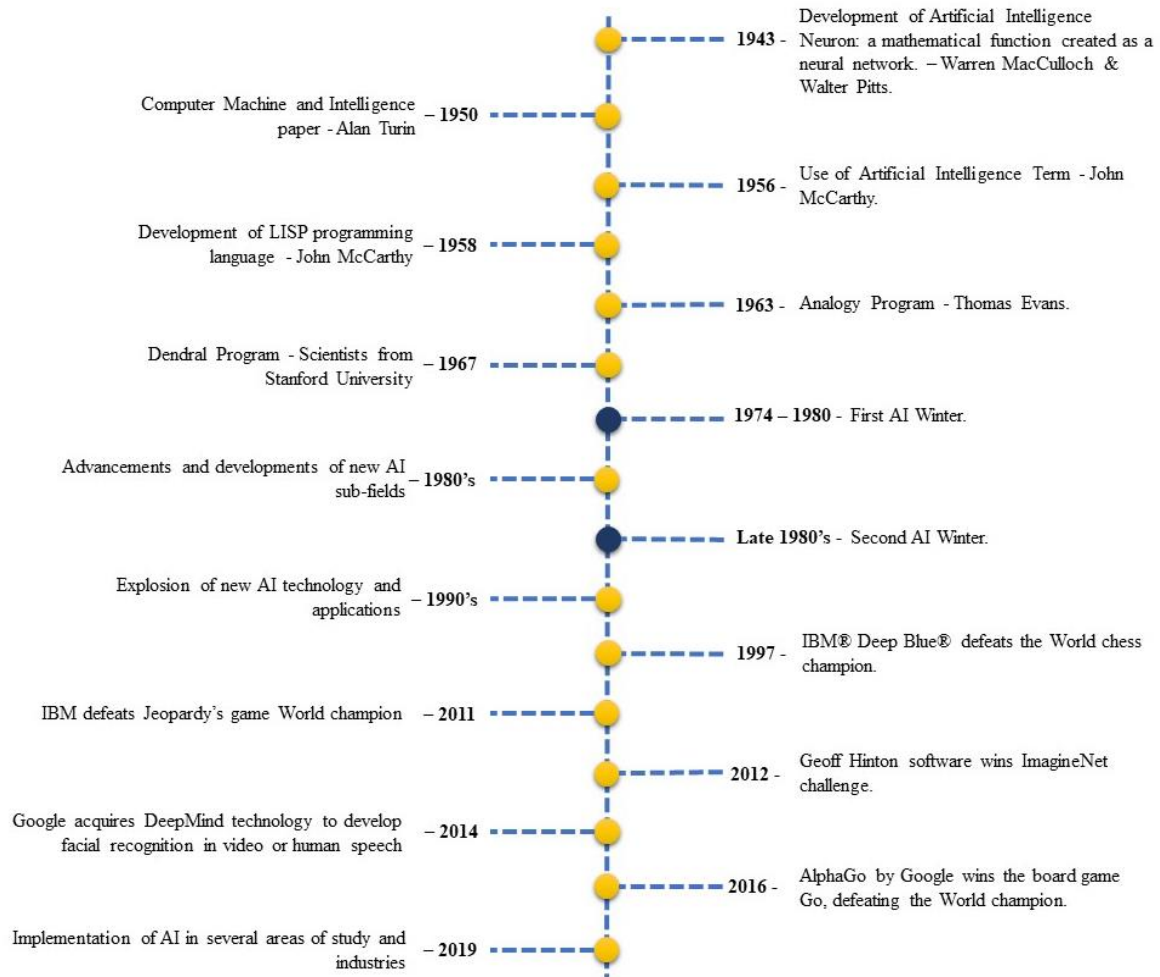 1943 - Development of Artificial Intelligence
Neuron: a mathematical function created as a
neural network. – Warren MacCulloch &
Walter Pitts.
Computer Machine and Intelligence
paper - Alan Turin – 1950
1956 - Use of Artificial Intelligence Term - John
McCarthy.
Development of LISP programming
language - John McCarthy – 1958
1963 - Analogy Program - Thomas Evans.
Dendral Program - Scientists from
Stanford University – 1967
1974 – 1980 - First AI Winter.
Advancements and developments of new AI
sub-fields – 1980’s
Late 1980’s - Second AI Winter.
Explosion of new AI technology and
applications – 1990’s
1997 - IBM® Deep Blue® defeats the World chess
champion.
IBM defeats Jeopardy’s game World champion – 2011
2012 - Geoff Hinton software wins ImagineNet
challenge.
Google acquires DeepMind technology to develop
facial recognition in video or human speech – 2014
2016 - AlphaGo by Google wins the board game
Go, defeating the World champion.
Implementation of AI in several areas of study and
industries – 2019